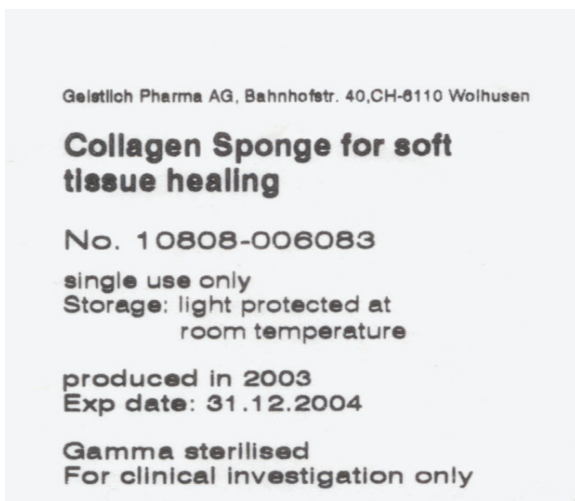 Geistlich Pharma AG, Bahnhofstr. 40,CH-6110 Wolhusen
Collagen Sponge for soft
tissue healing
No. 10808-006083
single use only
Storage: light protected at
room temperature
produced in 2003
Exp date: 31.12.2004
Gamma sterilised
For clinical investigation only